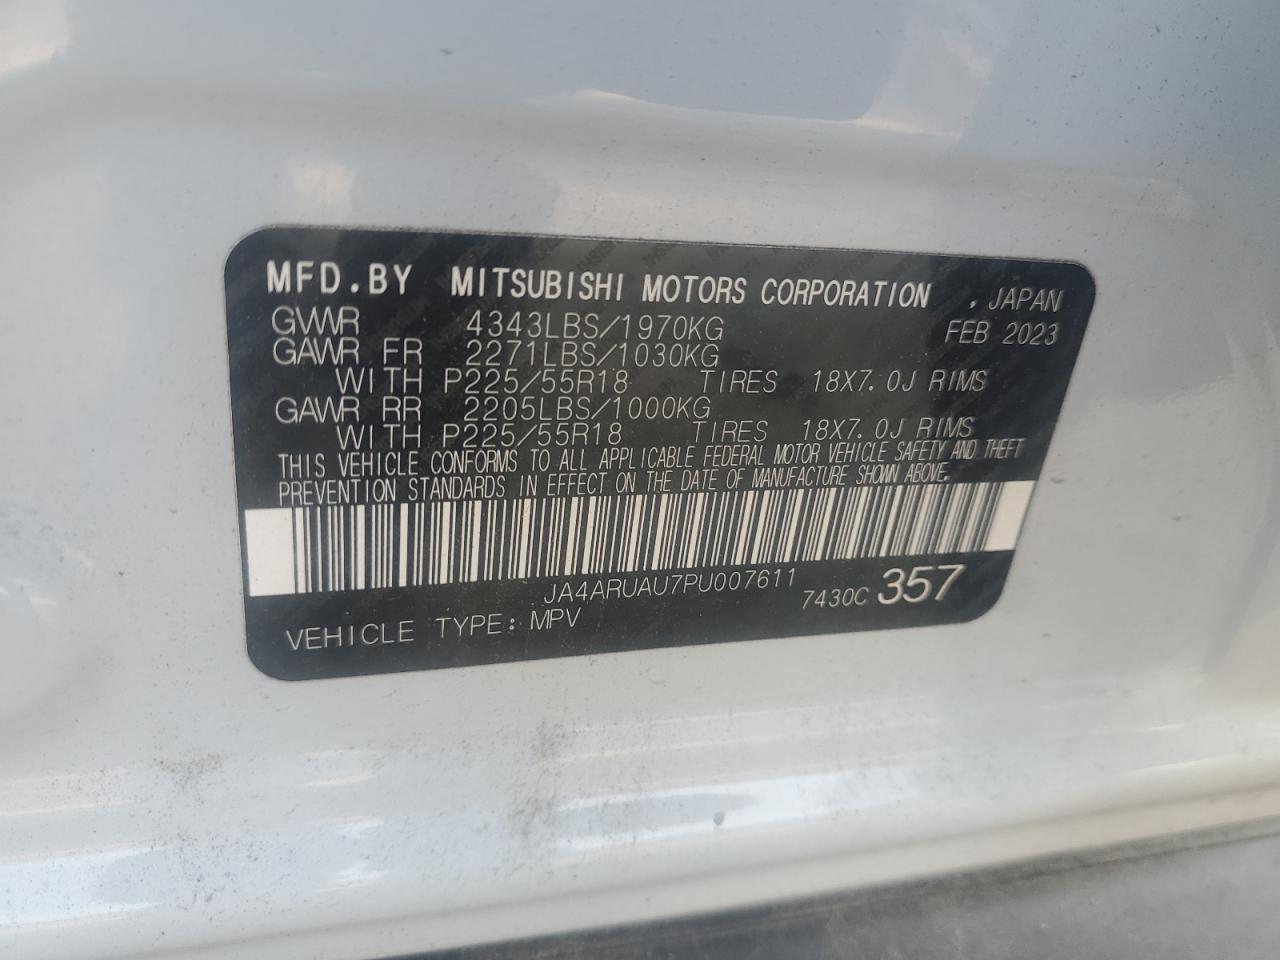 MFD.BY MITSUBISHI MOTORS CORPORATION , JAPAN
GVWR 4343LBS/1970KG FEB 2023
GAWR FR 2271LBS/1030KG
WITH P225/55R18 TIRES 18X7.0J RIMS
GAWR RR 2205LBS/1000KG
WITH P225/55R18 TIRES 18X7.0J RIMS
THIS VEHICLE CONFORMS TO ALL APPLICABLE FEDERAL MOTOR VEHICLE SAFETY AND THEFT
PREVENTION STANDARDS IN EFFECT ON THE DATE OF MANUFACTURE SHOWN ABOVE.
JA4ARUAU7PU007611
7430C 357
VEHICLE TYPE: MPV